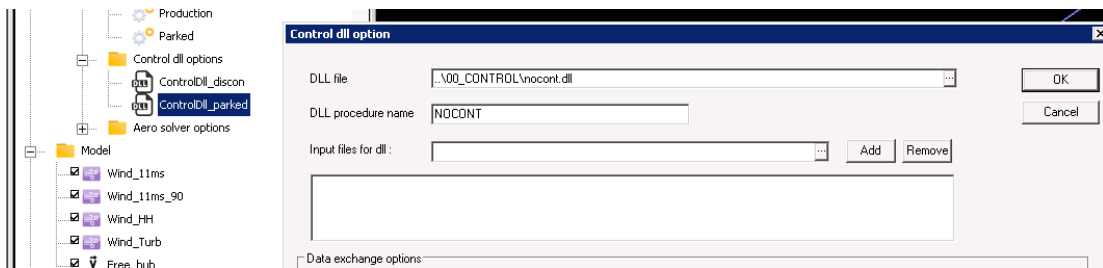 Production
Parked
Control dll options
ControlDll_discon
ControlDll_parked
Aero solver options
Model
Wind_11ms
Wind_11ms_90
Wind_HH
Wind_Turb
Free_hub
Control dll option
DLL file
..\00_CONTROL\nocont.dll
...
OK
DLL procedure name
NOCONT
Cancel
Input files for dll :
...
Add
Remove
Data exchange options